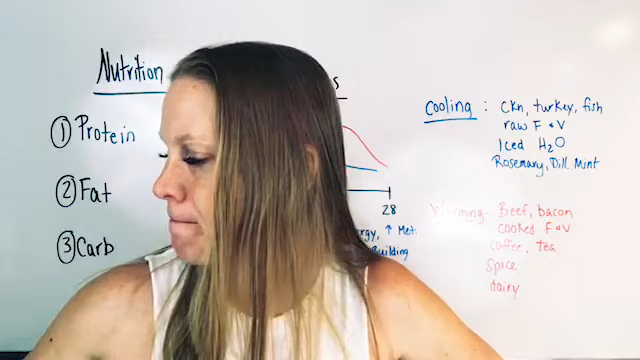 Nutrition
① Protein
② Fat
③ Carb
28
Building
Cooling : Ckn, turkey, fish
raw F & V
Iced H2O
Rosemary, Dill Mint
Warming: Beef, bacon
cooked F & V
coffee, tea
Spice
dairy